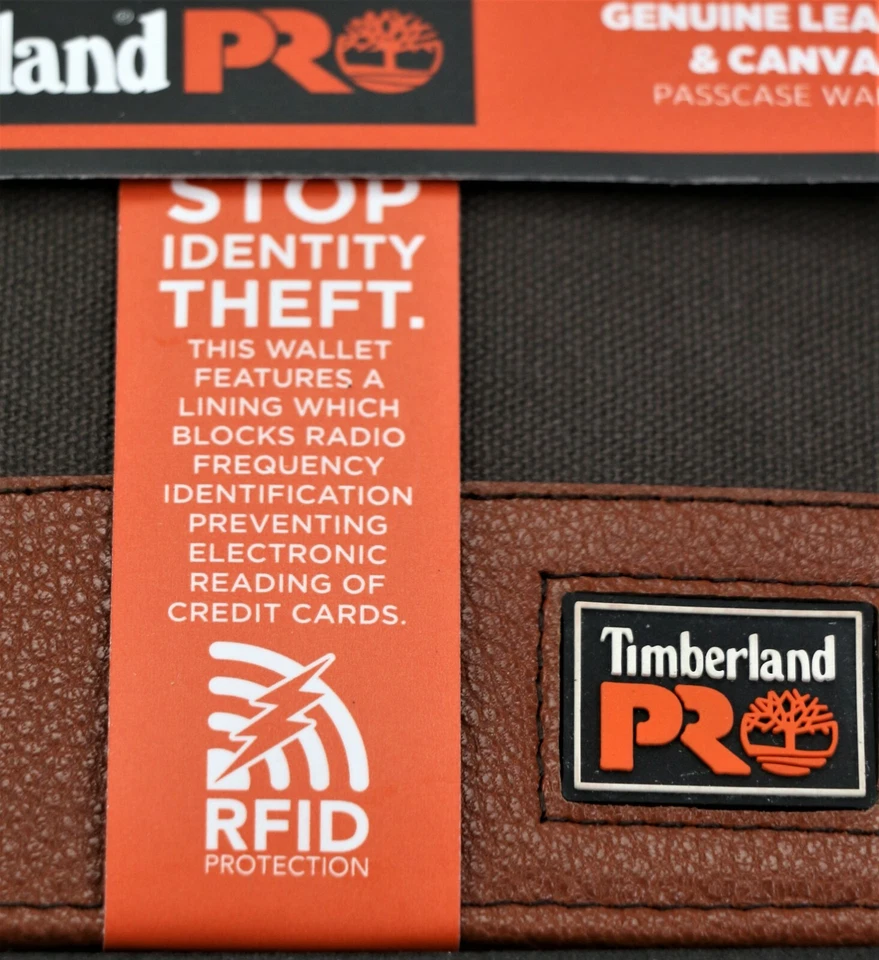 land® PRO
GENUINE LEA
& CANVA
PASSCASE WA
STOP
IDENTITY
THEFT.
THIS WALLET
FEATURES A
LINING WHICH
BLOCKS RADIO
FREQUENCY
IDENTIFICATION
PREVENTING
ELECTRONIC
READING OF
CREDIT CARDS.
RFID
PROTECTION
Timberland
PRO